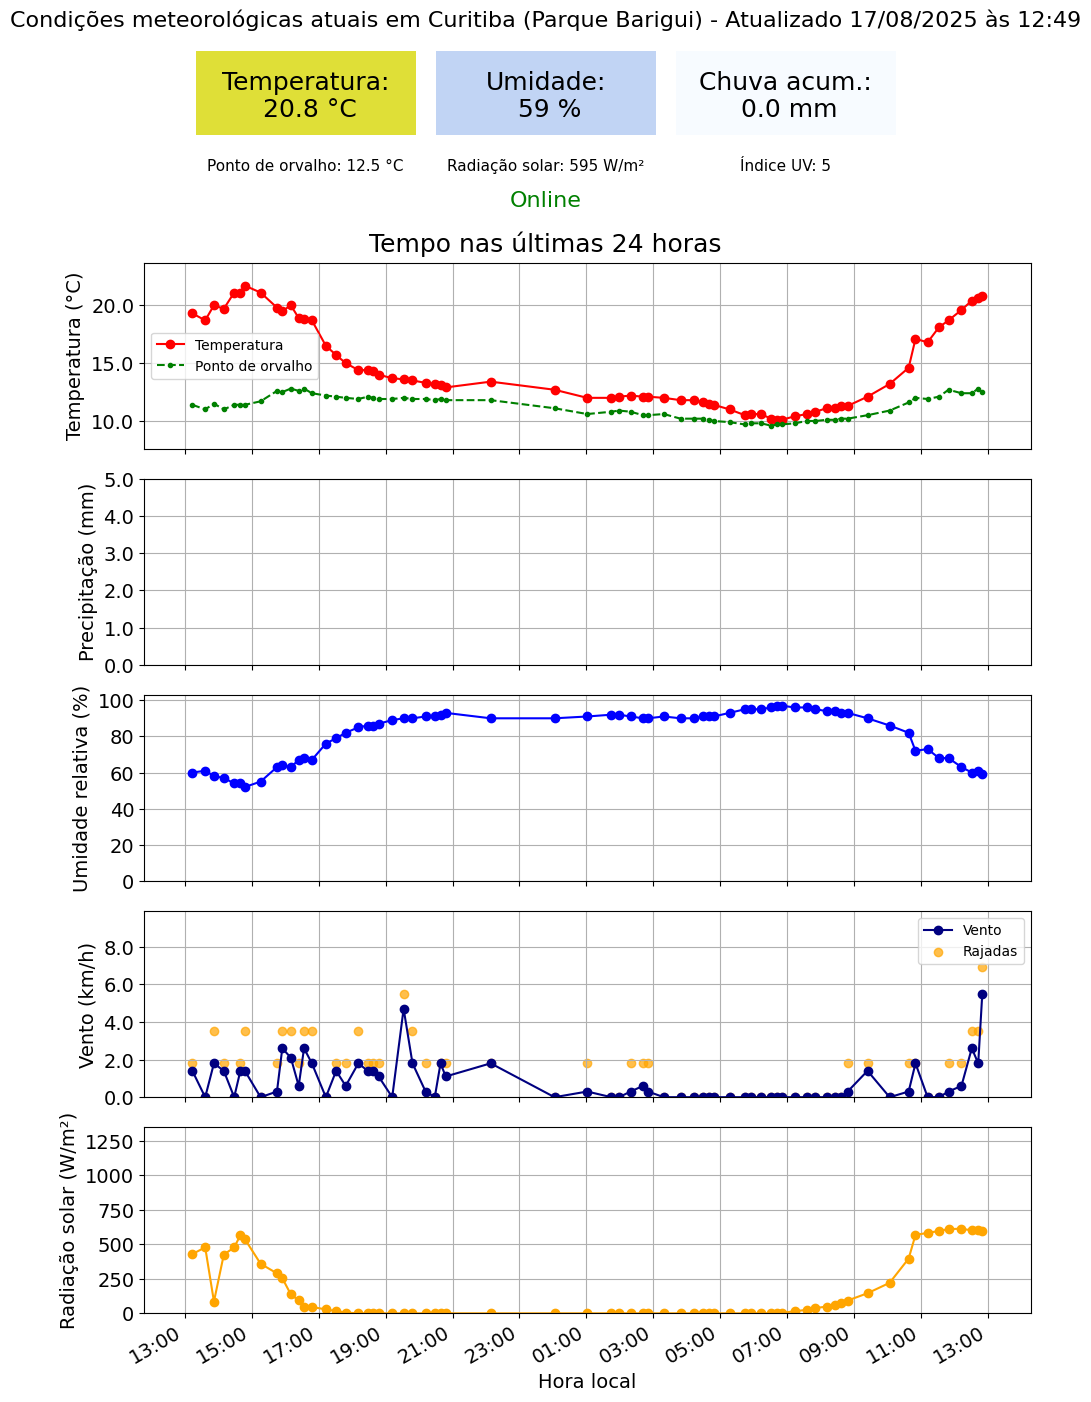 Condições meteorológicas atuais em Curitiba (Parque Barigui) - Atualizado 17/08/2025 às 12:49
Temperatura:
20.8 °C
Umidade:
59 %
Chuva acum.:
0.0 mm
Ponto de orvalho: 12.5 °C
Radiação solar: 595 W/m²
Índice UV: 5
Online
Tempo nas últimas 24 horas
Temperatura (°C)
20.0
15.0
10.0
Temperatura
Ponto de orvalho
Precipitação (mm)
5.0
4.0
3.0
2.0
1.0
0.0
Umidade relativa (%)
100
80
60
40
20
0
Vento (km/h)
8.0
6.0
4.0
2.0
0.0
Vento
Rajadas
Radiação solar (W/m²)
1250
1000
750
500
250
0
13:00
15:00
17:00
19:00
21:00
23:00
01:00
03:00
05:00
07:00
09:00
11:00
13:00
Hora local